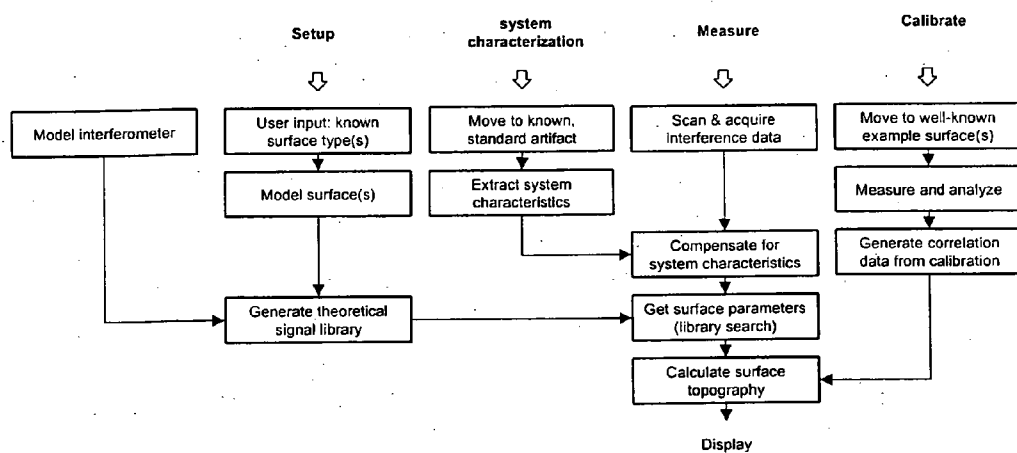 Setup
system
characterization
Measure
Calibrate
Model interferometer
User input: known
surface type(s)
Move to known,
standard artifact
Scan & acquire
interference data
Move to well-known
example surface(s)
Model surface(s)
Extract system
characteristics
Measure and analyze
Compensate for
system characteristics
Generate correlation
data from calibration
Generate theoretical
signal library
Get surface parameters
(library search)
Calculate surface
topography
Display